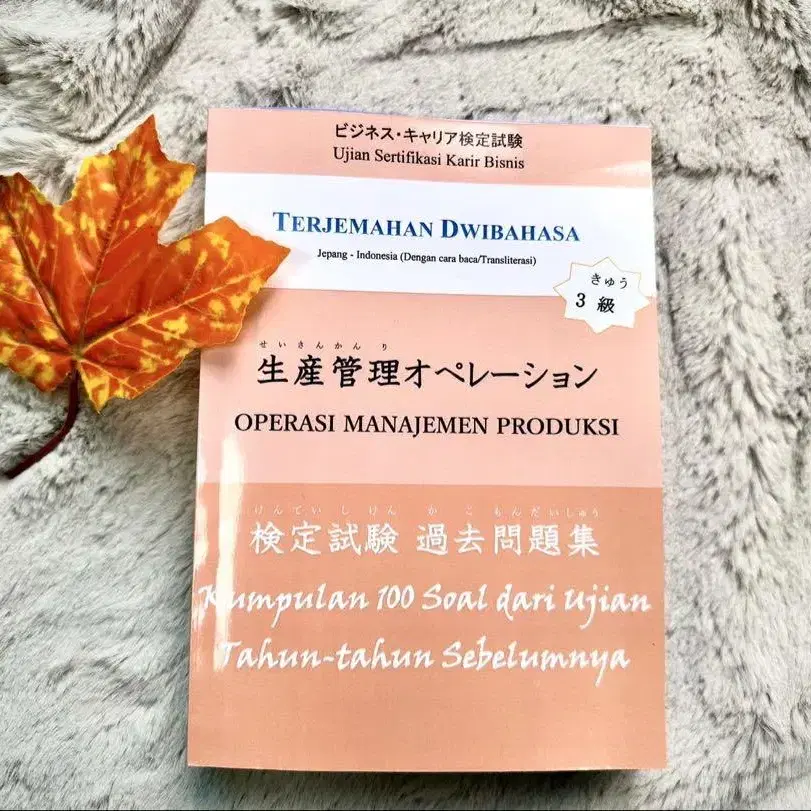 ビジネス・キャリア検定試験
Ujian Sertifikasi Karir Bisnis
TERJEMAHAN DWIBAHASA
Jepang - Indonesia (Dengan cara baca/Transliterasi)
きゅう
3 級
せいさんかんり
生産管理オペレーション
OPERASI MANAJEMEN PRODUKSI
けんていしけん かこもんだいしゅう
検定試験 過去問題集
Kumpulan 100 Soal dari Ujian
Tahun-tahun Sebelumnya